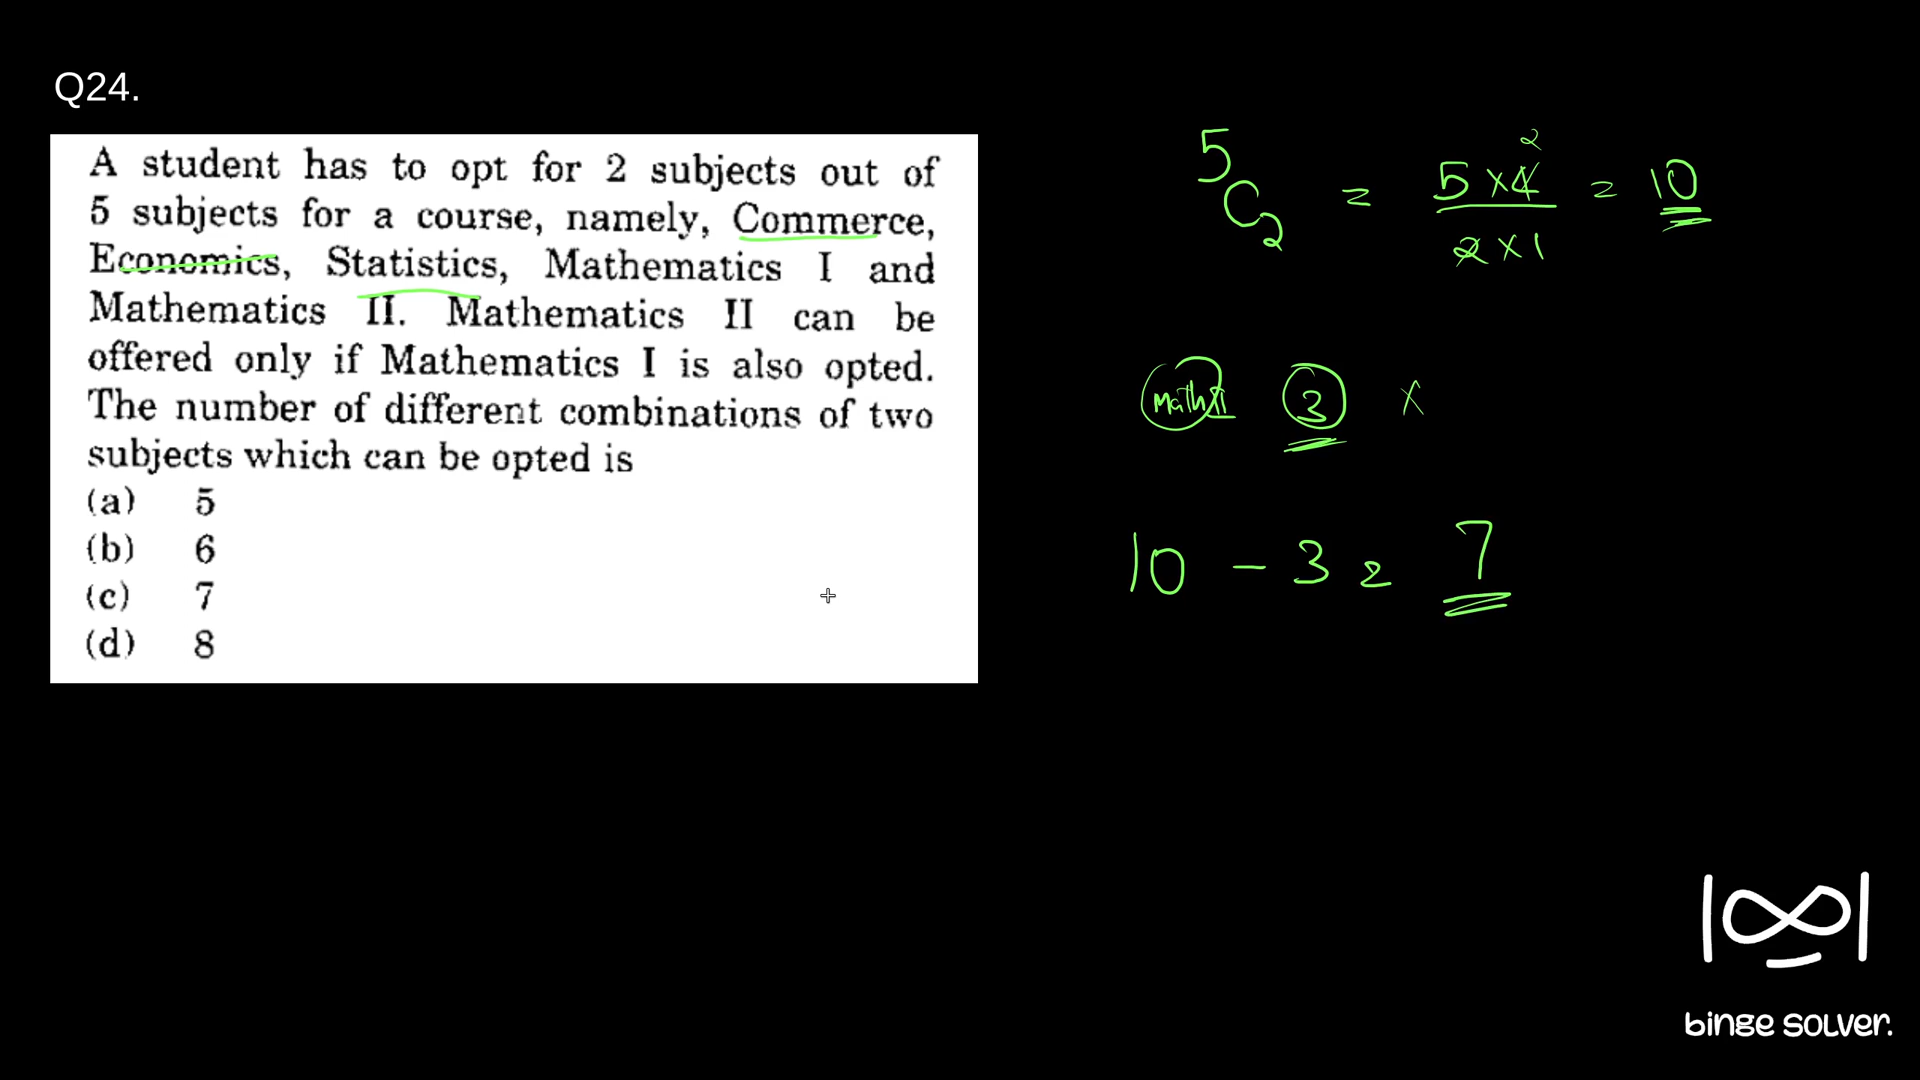 Q24.
A student has to opt for 2 subjects out of
5 subjects for a course, namely, Commerce,
Economics, Statistics, Mathematics I and
Mathematics II. Mathematics II can be
offered only if Mathematics I is also opted.
The number of different combinations of two
subjects which can be opted is
(a) 5
(b) 6
(c) 7
(d) 8
5C2 = 5 x 4 2 / 2 x 1 = 10
Math II 3 x
10 - 3 = 7
binge solver.